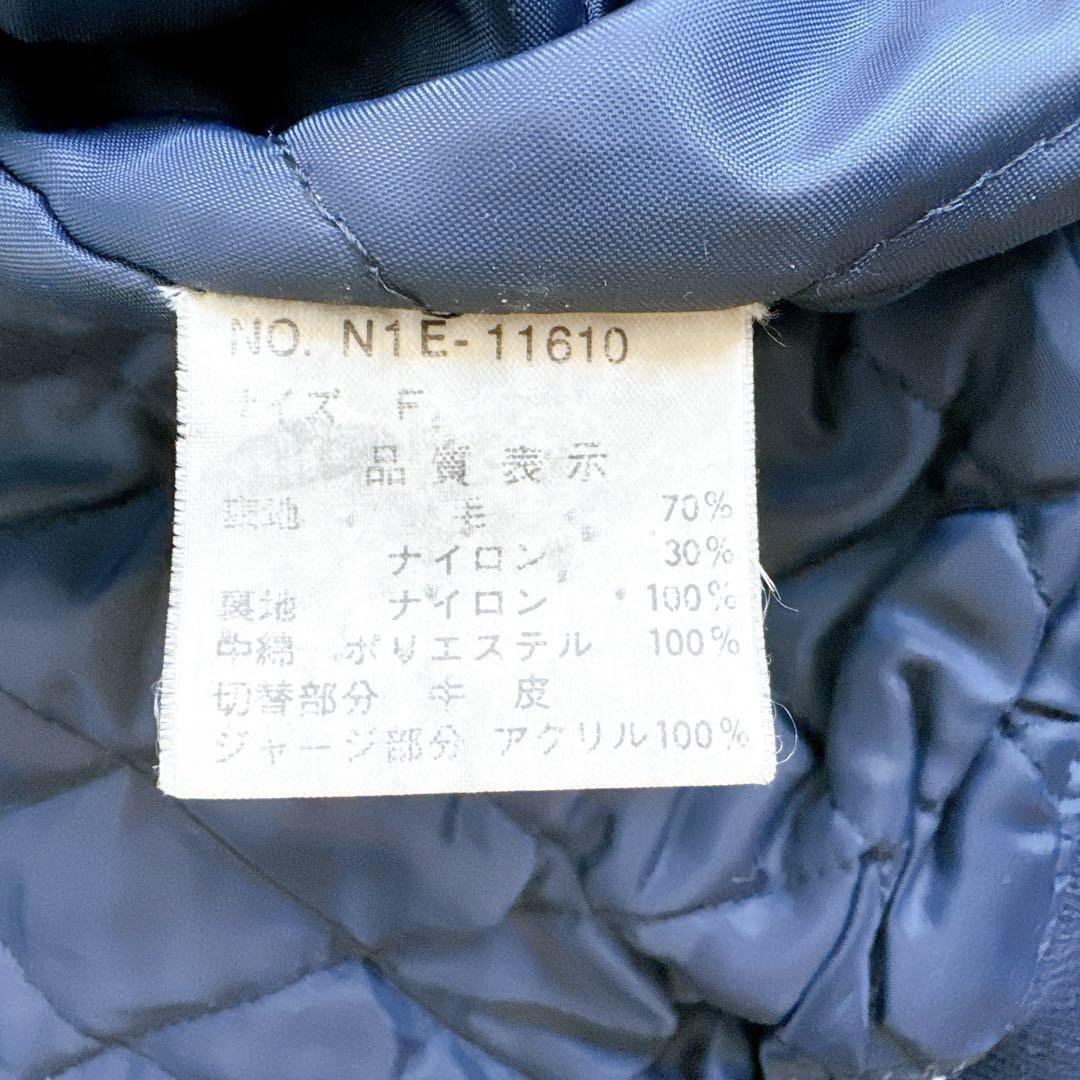 NO. N1E-11610
サイズ F
品質表示
表地 毛 70%
ナイロン 30%
裏地 ナイロン 100%
中綿 ポリエステル 100%
切替部分 牛皮
ジャージ部分 アクリル100%